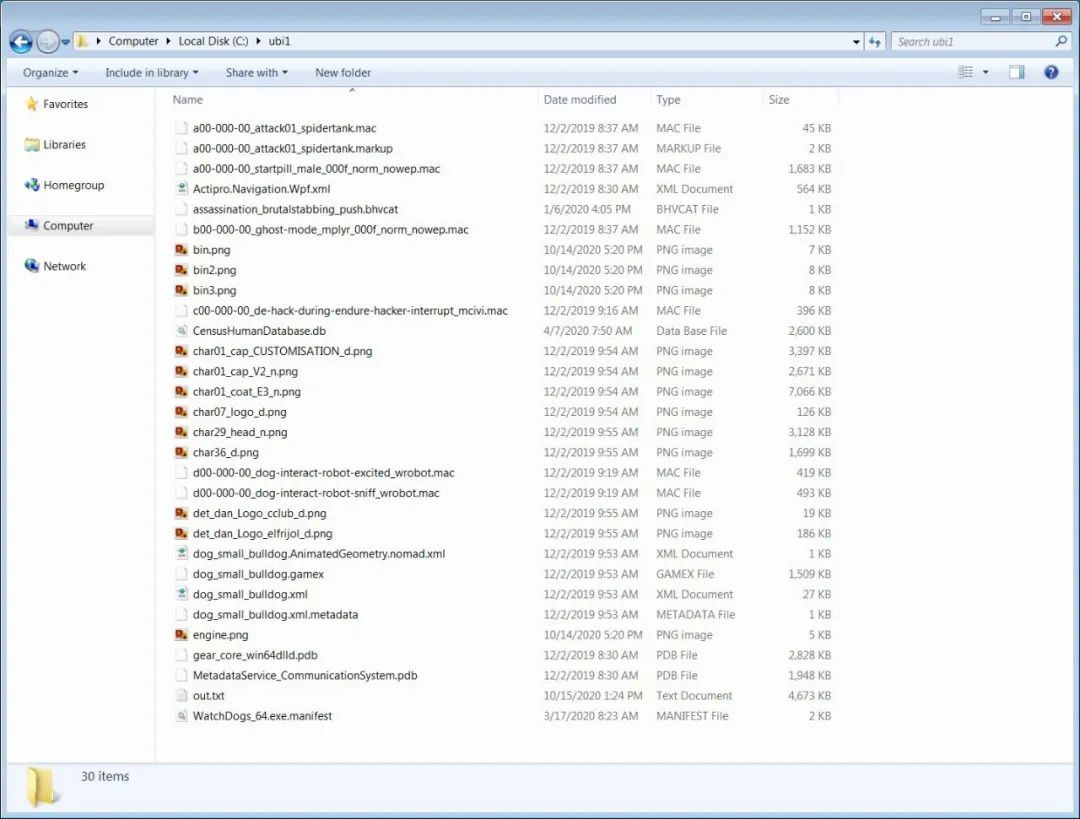 Computer Local Disk (C:) ubi1 Search ubi1
Organize Include in library Share with New folder
Favorites
Libraries
Homegroup
Computer
Network
Name Date modified Type Size
a00-000-00_attack01_spidertank.mac 12/2/2019 8:37 AM MAC File 45 KB
a00-000-00_attack01_spidertank.markup 12/2/2019 8:37 AM MARKUP File 2 KB
a00-000-00_startpill_male_000f_norm_nowep.mac 12/2/2019 8:37 AM MAC File 1,683 KB
Actipro.Navigation.Wpf.xml 12/2/2019 8:30 AM XML Document 564 KB
assassination_brutalstabbing_push.bhvcat 1/6/2020 4:05 PM BHVCAT File 1 KB
b00-000-00_ghost-mode_mplyr_000f_norm_nowep.mac 12/2/2019 8:37 AM MAC File 1,152 KB
bin.png 10/14/2020 5:20 PM PNG image 7 KB
bin2.png 10/14/2020 5:20 PM PNG image 8 KB
bin3.png 10/14/2020 5:20 PM PNG image 8 KB
c00-000-00_de-hack-during-endure-hacker-interrupt_mcivi.mac 12/2/2019 9:16 AM MAC File 396 KB
CensusHumanDatabase.db 4/7/2020 7:50 AM Data Base File 2,600 KB
char01_cap_CUSTOMISATION_d.png 12/2/2019 9:54 AM PNG image 3,397 KB
char01_cap_V2_n.png 12/2/2019 9:54 AM PNG image 2,671 KB
char01_coat_E3_n.png 12/2/2019 9:54 AM PNG image 7,066 KB
char07_logo_d.png 12/2/2019 9:54 AM PNG image 126 KB
char29_head_n.png 12/2/2019 9:55 AM PNG image 3,128 KB
char36_d.png 12/2/2019 9:55 AM PNG image 1,699 KB
d00-000-00_dog-interact-robot-excited_wrobot.mac 12/2/2019 9:19 AM MAC File 419 KB
d00-000-00_dog-interact-robot-sniff_wrobot.mac 12/2/2019 9:19 AM MAC File 493 KB
det_dan_Logo_cclub_d.png 12/2/2019 9:55 AM PNG image 19 KB
det_dan_Logo_elfrijol_d.png 12/2/2019 9:55 AM PNG image 186 KB
dog_small_bulldog.AnimatedGeometry.nomad.xml 12/2/2019 9:53 AM XML Document 1 KB
dog_small_bulldog.gamex 12/2/2019 9:53 AM GAMEX File 1,509 KB
dog_small_bulldog.xml 12/2/2019 9:53 AM XML Document 27 KB
dog_small_bulldog.xml.metadata 12/2/2019 9:53 AM METADATA File 1 KB
engine.png 10/14/2020 5:20 PM PNG image 5 KB
gear_core_win64dlld.pdb 12/2/2019 8:30 AM PDB File 2,828 KB
MetadataService_CommunicationSystem.pdb 12/2/2019 8:30 AM PDB File 1,948 KB
out.txt 10/15/2020 1:24 PM Text Document 4,673 KB
WatchDogs_64.exe.manifest 3/17/2020 8:23 AM MANIFEST File 2 KB
30 items